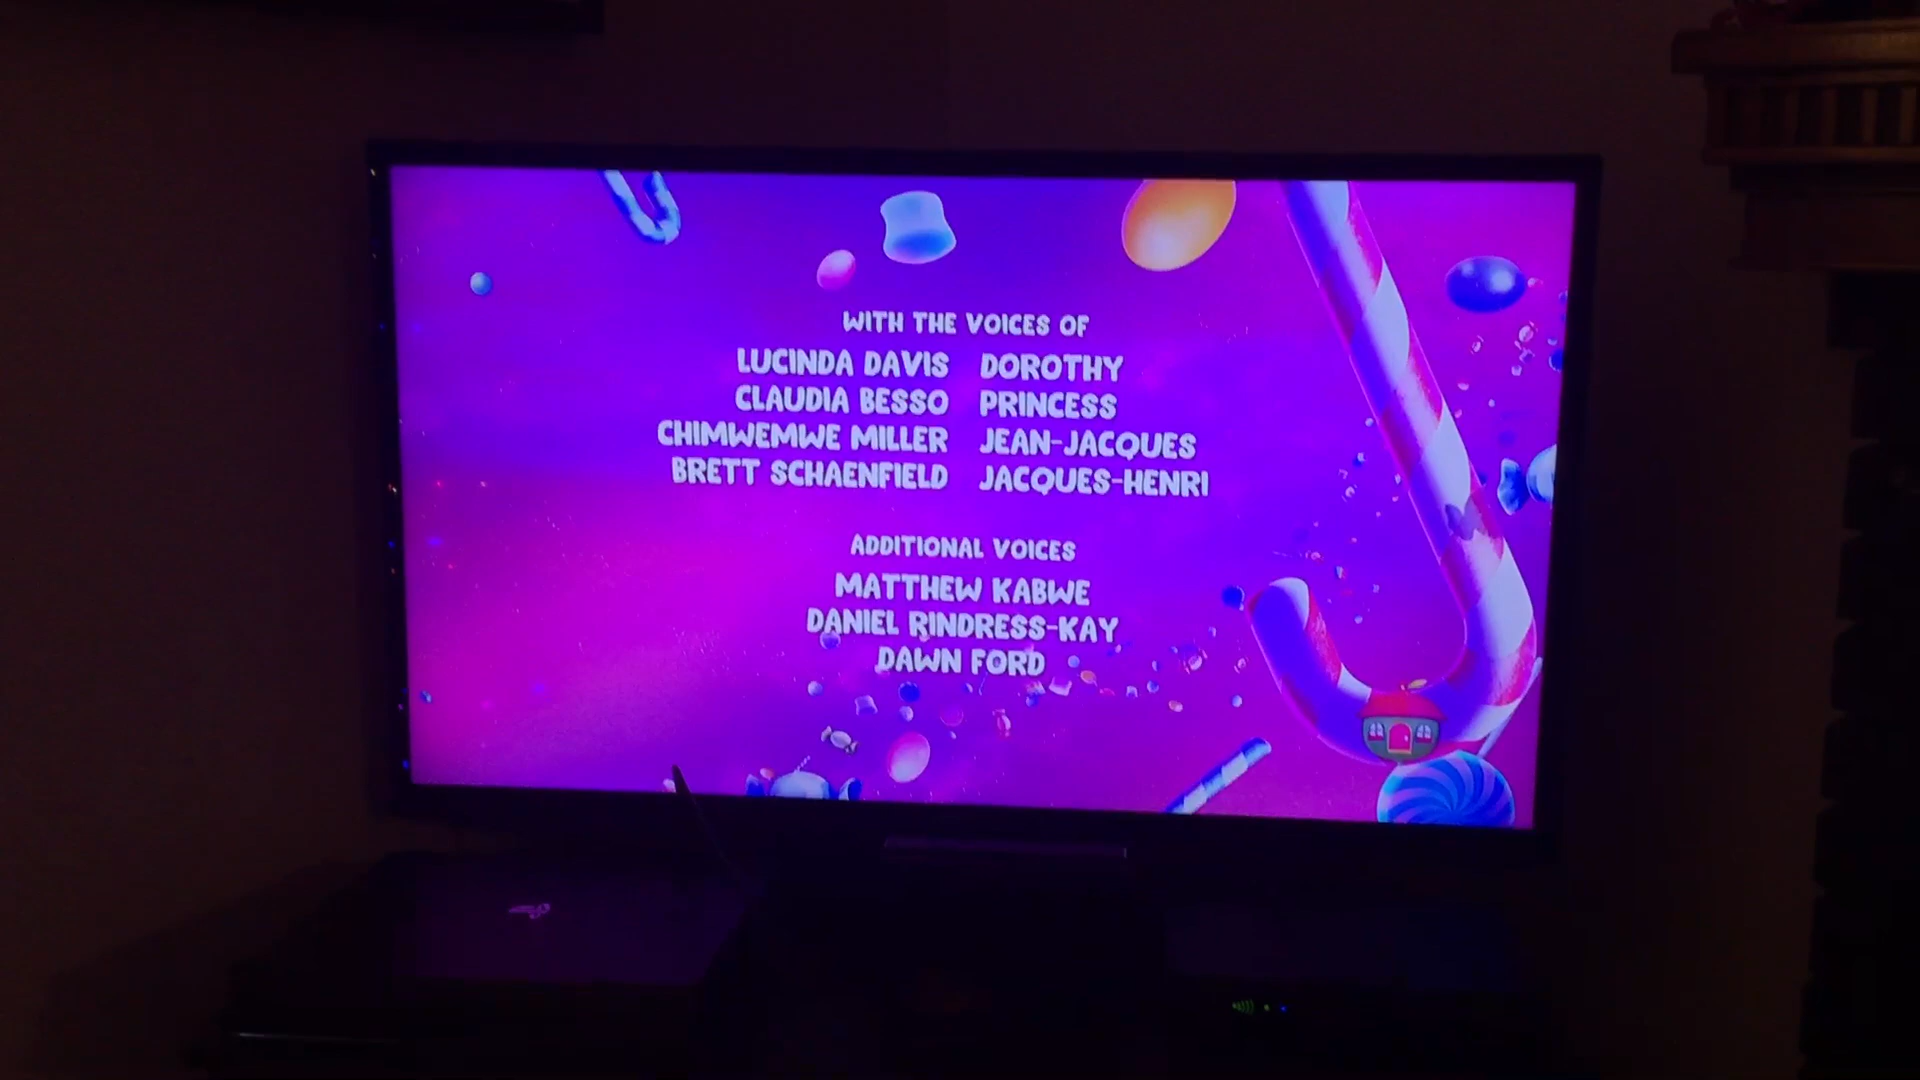 WITH THE VOICES OF
LUCINDA DAVIS DOROTHY
CLAUDIA BESSO PRINCESS
CHIMWEMWE MILLER JEAN-JACQUES
BRETT SCHAENFIELD JACQUES-HENRI
ADDITIONAL VOICES
MATTHEW KABWE
DANIEL RINDRESS-KAY
DAWN FORD